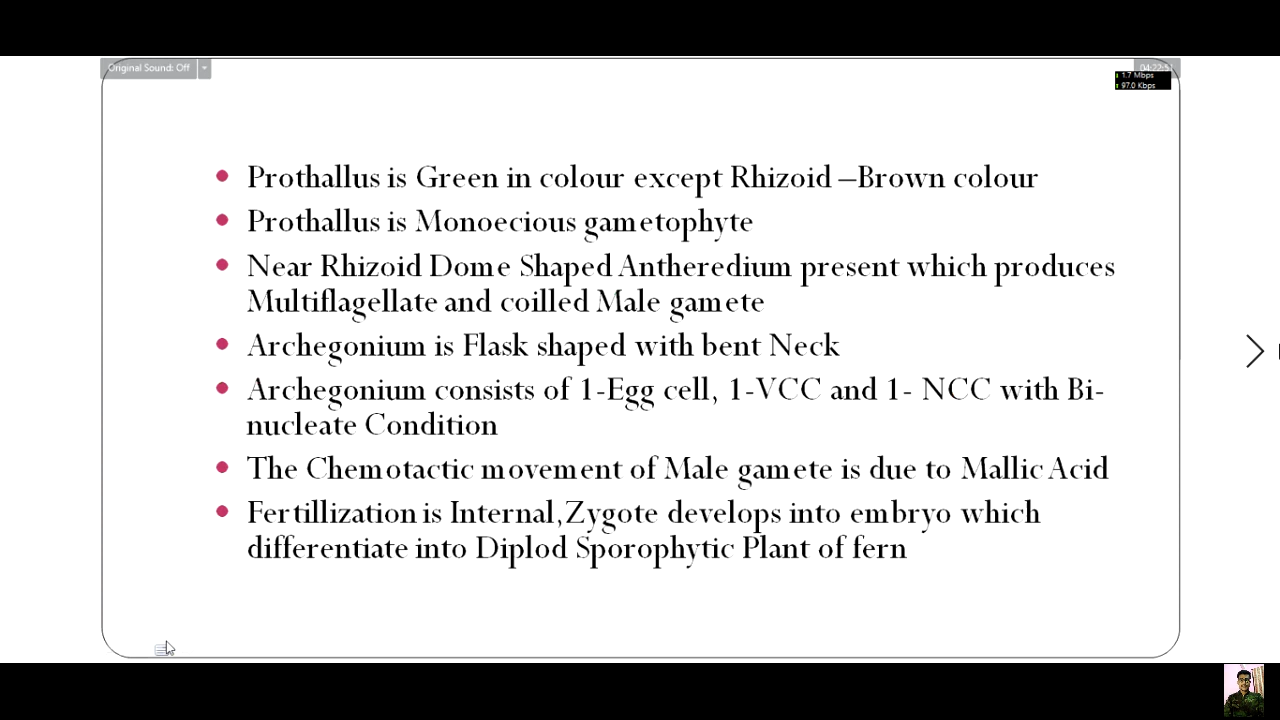 Original Sound: Off
04:22:51
1.7 Mbps
97.0 Kbps
Prothallus is Green in colour except Rhizoid –Brown colour
Prothallus is Monoecious gametophyte
Near Rhizoid Dome Shaped Antheredium present which produces
Multiflagellate and coilled Male gamete
Archegonium is Flask shaped with bent Neck
Archegonium consists of 1-Egg cell, 1-VCC and 1- NCC with Bi-
nucleate Condition
The Chemotactic movement of Male gamete is due to Mallic Acid
Fertillization is Internal,Zygote develops into embryo which
differentiate into Diplod Sporophytic Plant of fern